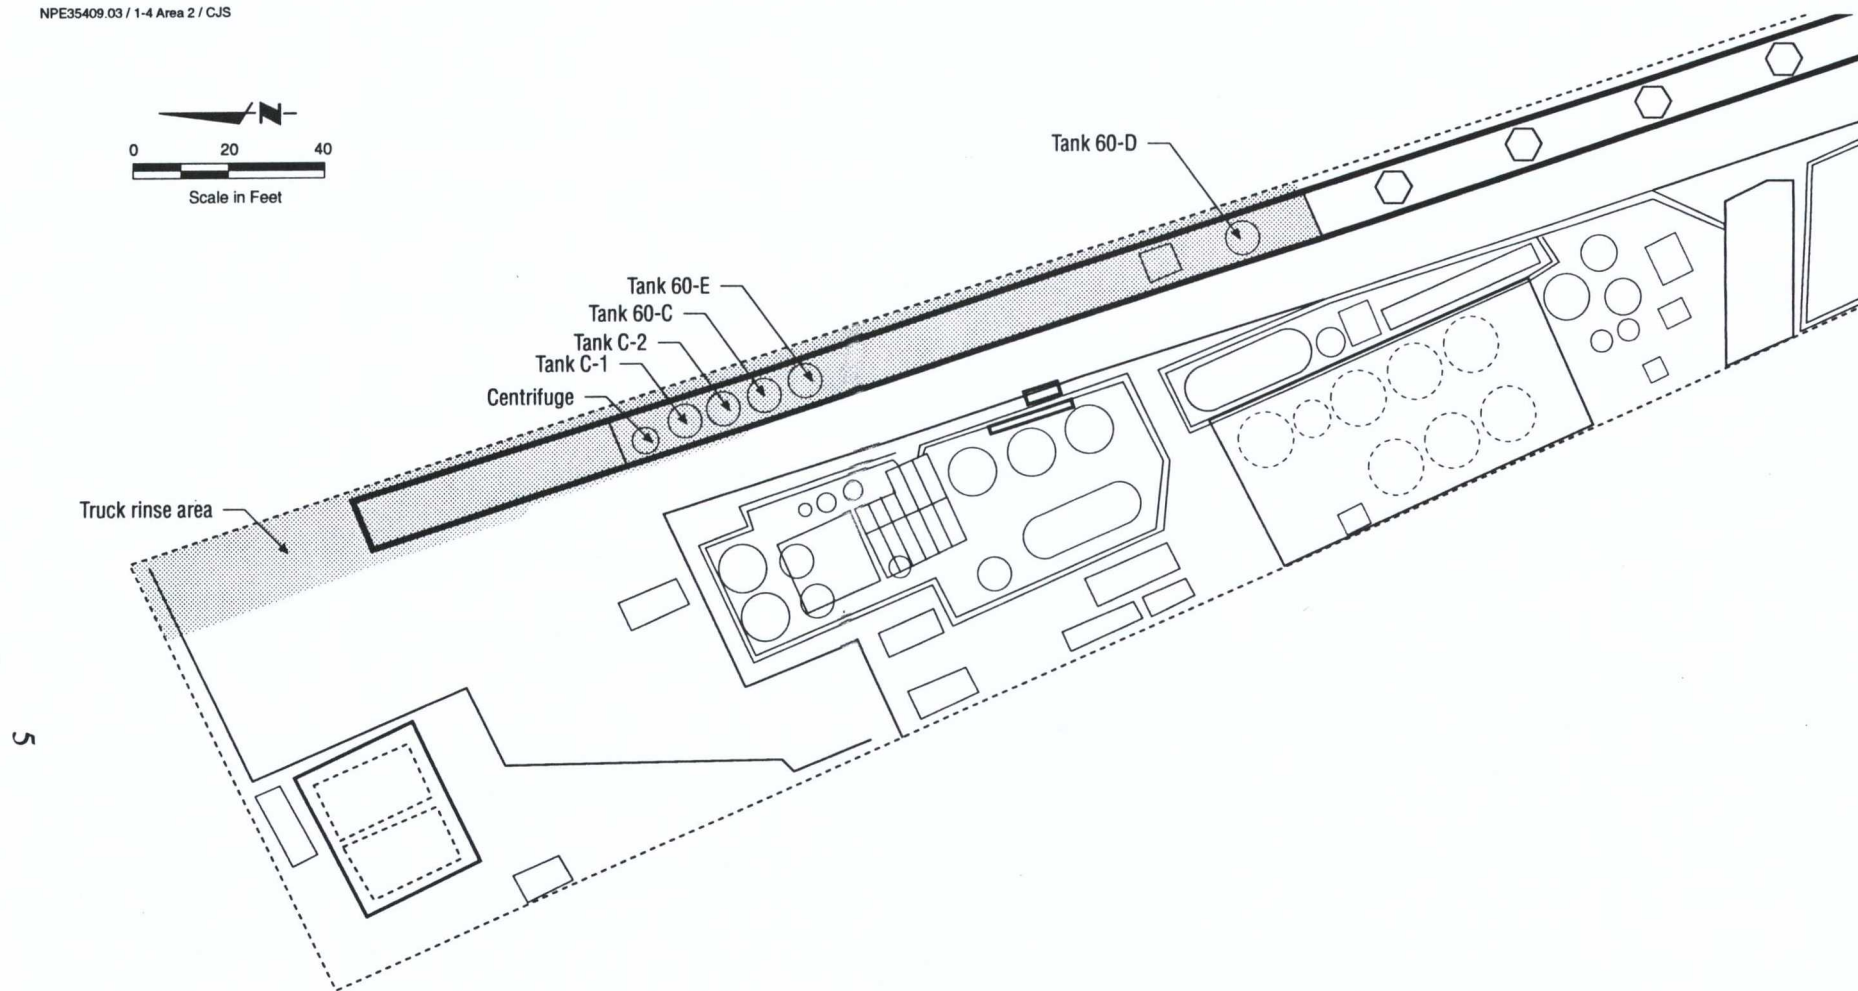 NPE35409.03 / 1-4 Area 2 / CJS
N
0 20 40
Scale in Feet
Tank 60-D
Tank 60-E
Tank 60-C
Tank C-2
Tank C-1
Centrifuge
Truck rinse area
5